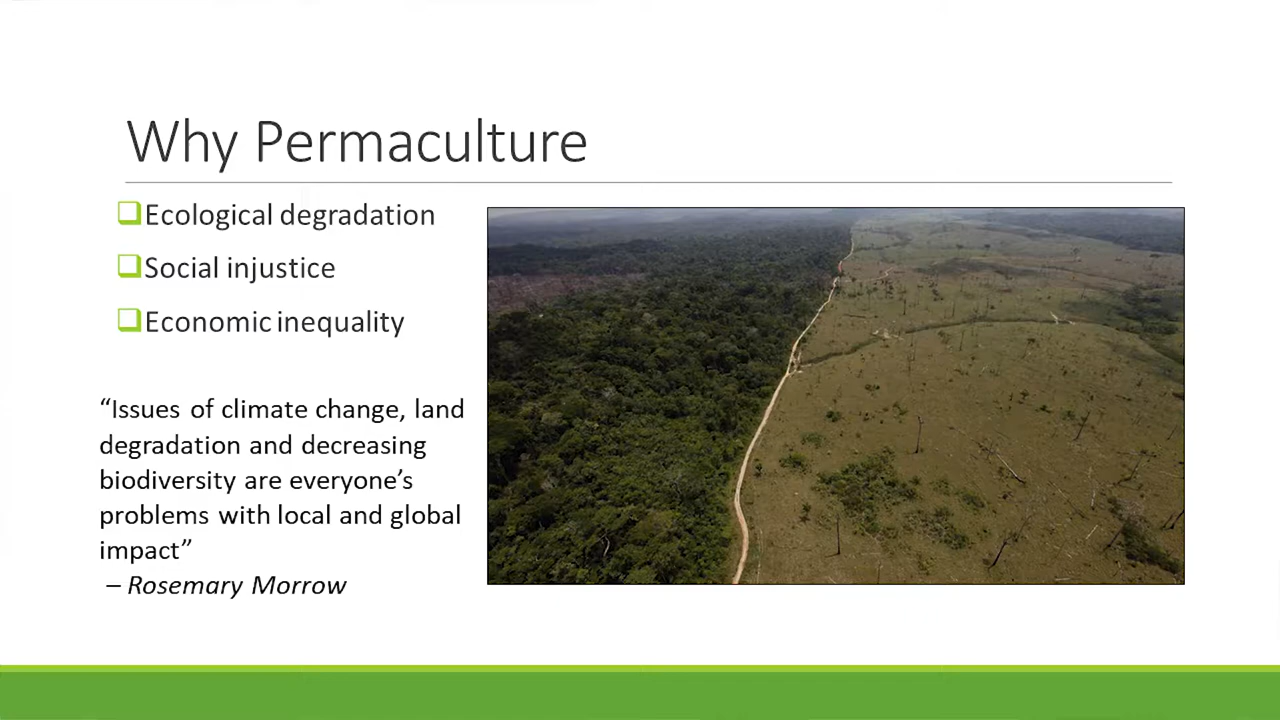 Why Permaculture
Ecological degradation
Social injustice
Economic inequality
“Issues of climate change, land
degradation and decreasing
biodiversity are everyone’s
problems with local and global
impact”
– Rosemary Morrow